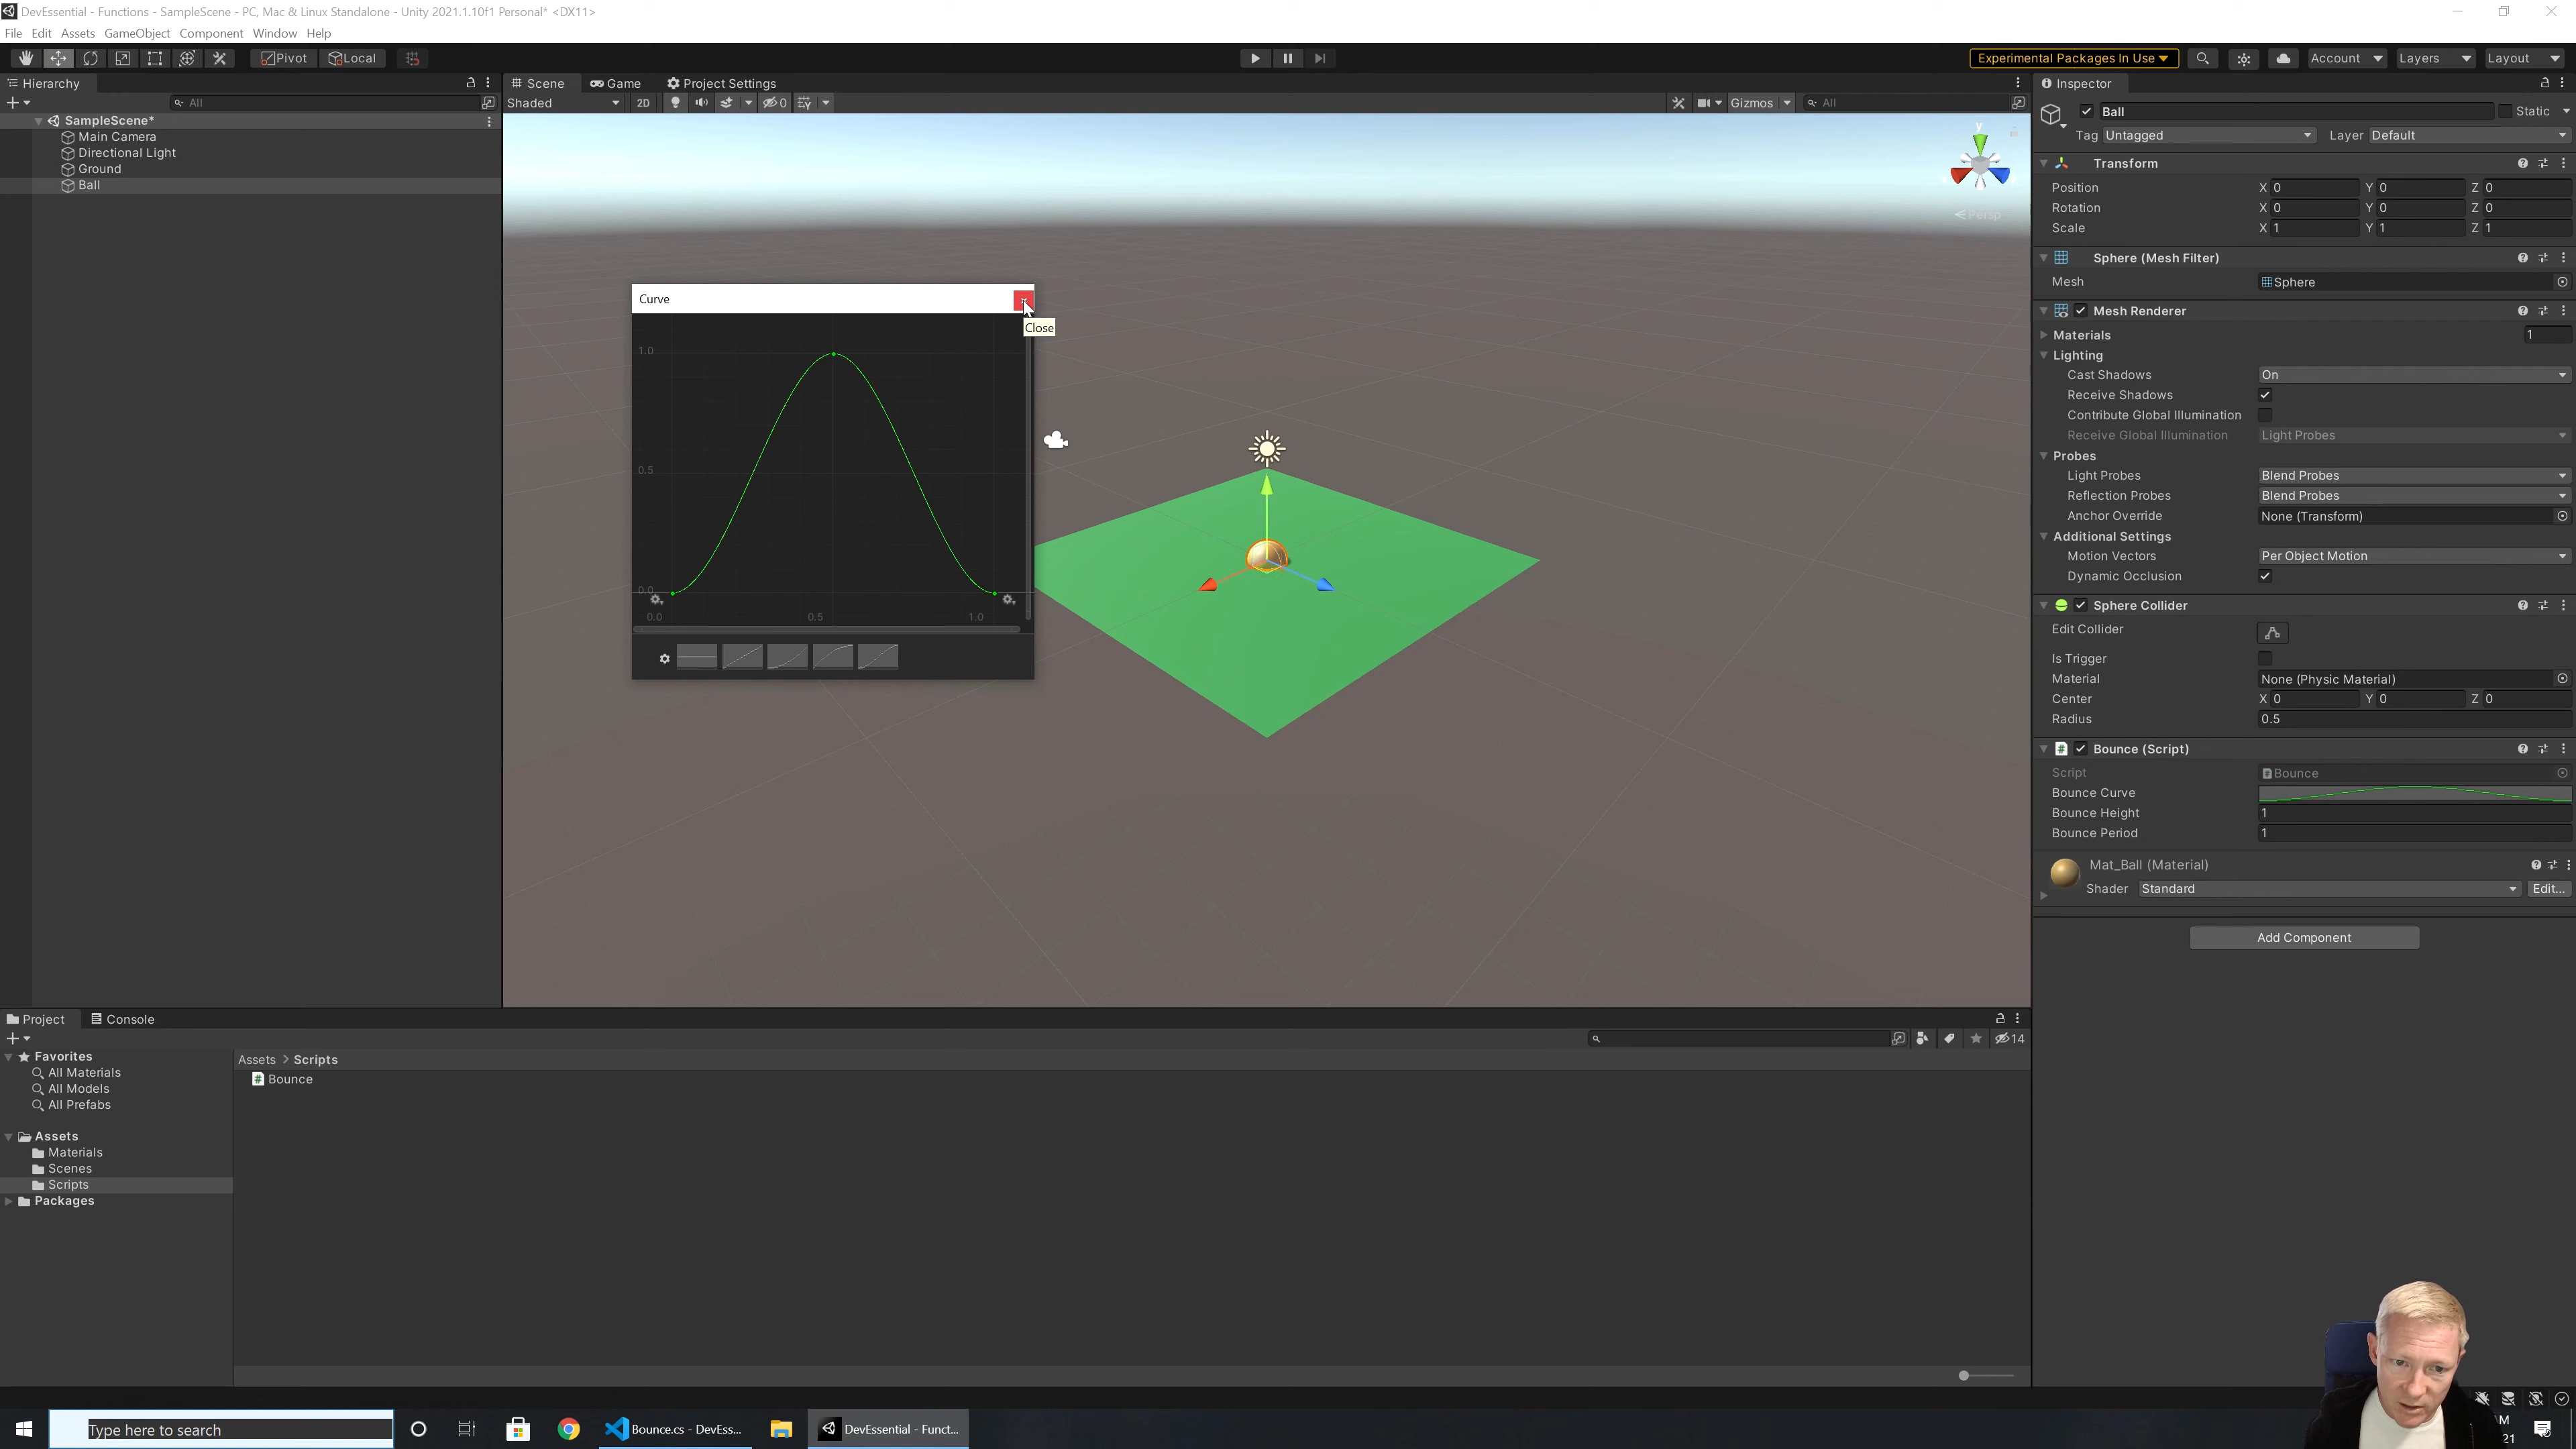 DevEssential - Functions - SampleScene - PC, Mac & Linux Standalone - Unity 2021.1.10f1 Personal* <DX11>
File Edit Assets GameObject Component Window Help
Pivot Local Experimental Packages In Use Account Layers Layout
Hierarchy
All
SampleScene*
Main Camera
Directional Light
Ground
Ball
Scene Game Project Settings
Shaded 2D 0 Gizmos All
y
Persp
Curve
Close
1.0
0.5
0.0
0.0 0.5 1.0
Inspector
Ball Static
Tag Untagged Layer Default
Transform
Position X 0 Y 0 Z 0
Rotation X 0 Y 0 Z 0
Scale X 1 Y 1 Z 1
Sphere (Mesh Filter)
Mesh Sphere
Mesh Renderer
Materials 1
Lighting
Cast Shadows On
Receive Shadows
Contribute Global Illumination
Receive Global Illumination Light Probes
Probes
Light Probes Blend Probes
Reflection Probes Blend Probes
Anchor Override None (Transform)
Additional Settings
Motion Vectors Per Object Motion
Dynamic Occlusion
Sphere Collider
Edit Collider
Is Trigger
Material None (Physic Material)
Center X 0 Y 0 Z 0
Radius 0.5
Bounce (Script)
Script Bounce
Bounce Curve
Bounce Height 1
Bounce Period 1
Mat_Ball (Material)
Shader Standard Edit...
Add Component
Project Console
14
Favorites
All Materials
All Models
All Prefabs
Assets
Materials
Scenes
Scripts
Packages
Assets > Scripts
Bounce
Type here to search
Bounce.cs - DevEss...
DevEssential - Funct...
M
21